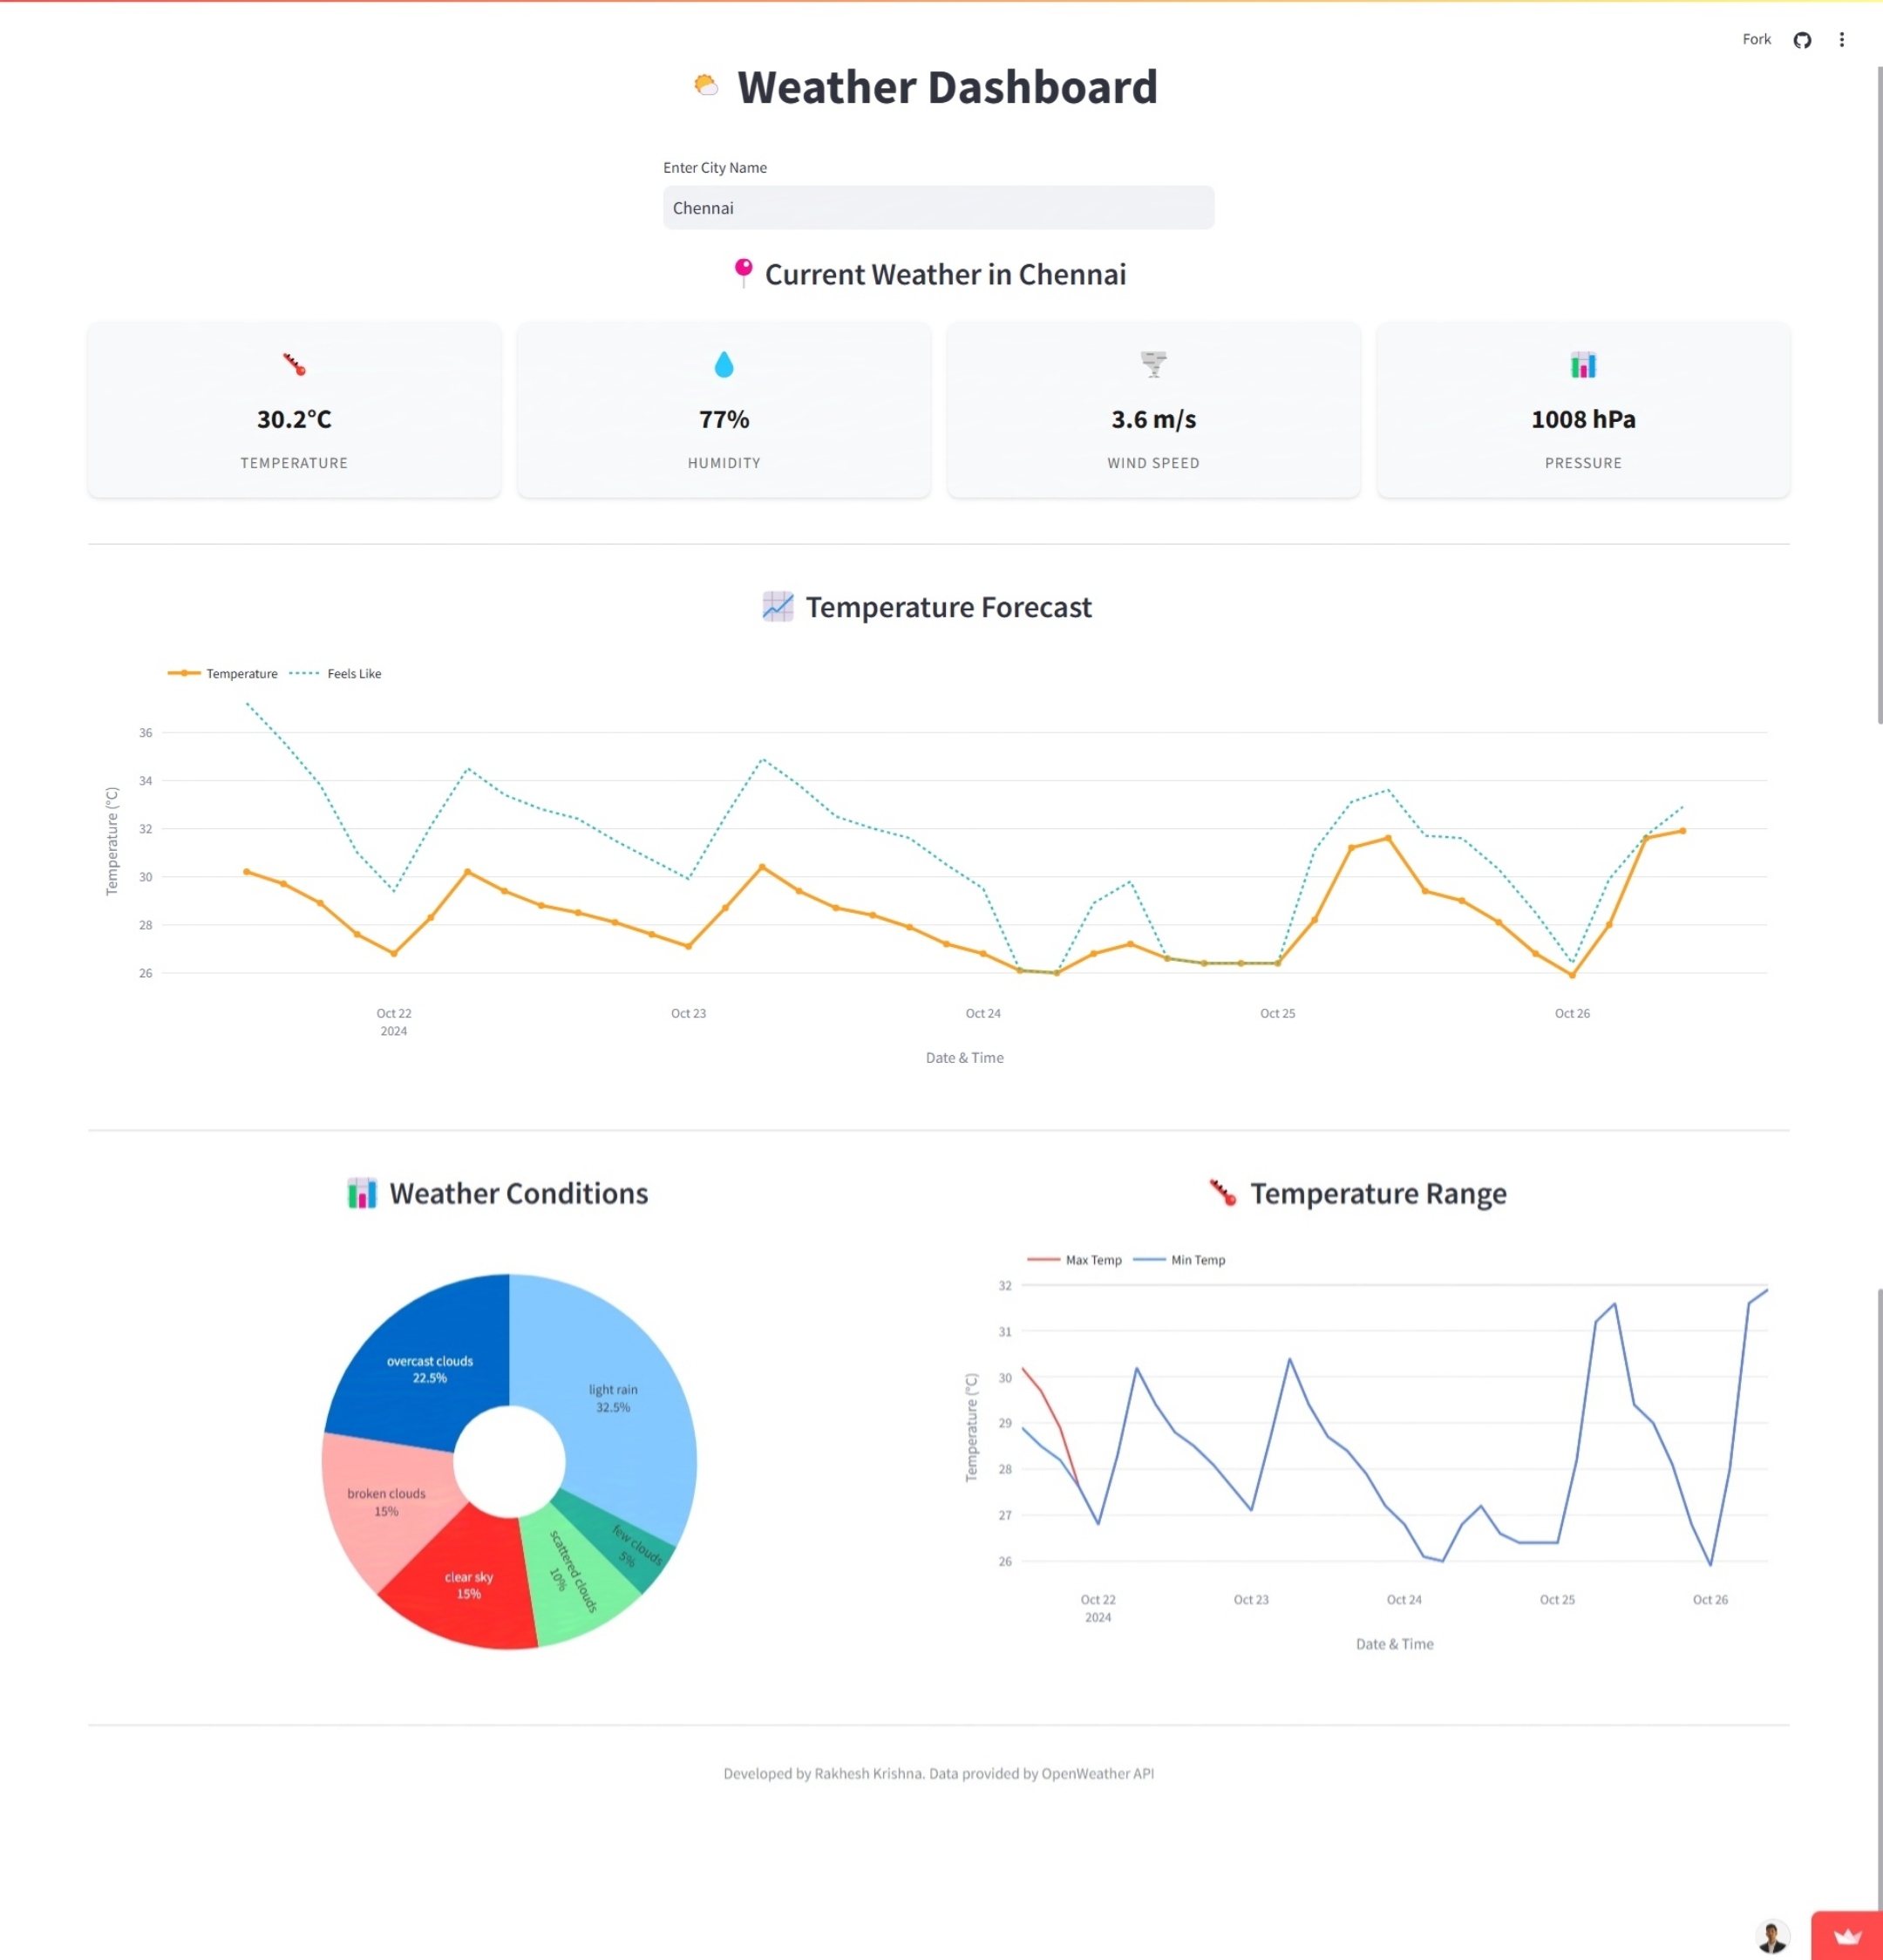 Fork
Weather Dashboard
Enter City Name
Chennai
Current Weather in Chennai
30.2°C
TEMPERATURE
77%
HUMIDITY
3.6 m/s
WIND SPEED
1008 hPa
PRESSURE
Temperature Forecast
Temperature
Feels Like
Temperature (°C)
36
34
32
30
28
26
Oct 22
2024
Oct 23
Oct 24
Oct 25
Oct 26
Date & Time
Weather Conditions
overcast clouds
22.5%
light rain
32.5%
broken clouds
15%
few clouds
5%
scattered clouds
10%
clear sky
15%
Temperature Range
Max Temp
Min Temp
Temperature (°C)
32
31
30
29
28
27
26
Oct 22
2024
Oct 23
Oct 24
Oct 25
Oct 26
Date & Time
Developed by Rakhesh Krishna. Data provided by OpenWeather API